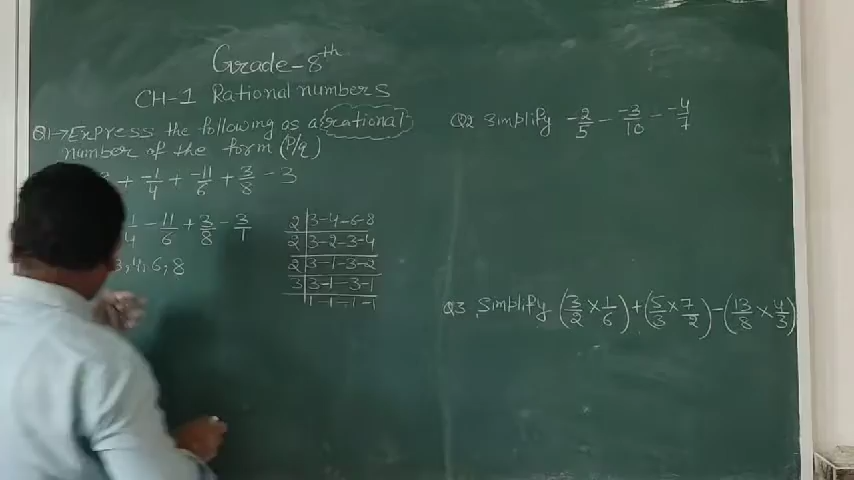 Grade-8th
CH-1 Rational numbers
Q1→Express the following as a rational
number of the form (P/q)
+ -1/4 + -11/6 + 3/8 - 3
1/4 - 11/6 + 3/8 - 3/1
3,4,6,8
2 | 3-4-6-8
2 | 3-2-3-4
2 | 3-1-3-2
3 | 3-1-3-1
1-1-1-1
Q2 Simplify -2/5 - -3/10 - -4/7
Q3 Simplify (3/2 × 1/6) + (5/3 × 7/2) - (13/8 × 4/3)